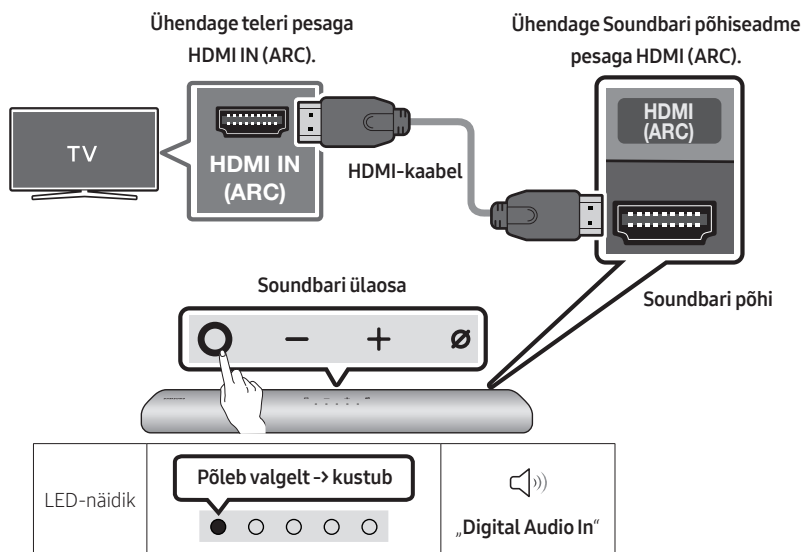 Ühendage teleri pesaga
HDMI IN (ARC).
Ühendage Soundbari põhiseadme
pesaga HDMI (ARC).
TV
HDMI IN
(ARC)
HDMI-kaabel
HDMI
(ARC)
Soundbari ülaosa
Soundbari põhi
LED-näidik
Põleb valgelt -> kustub
„Digital Audio In“